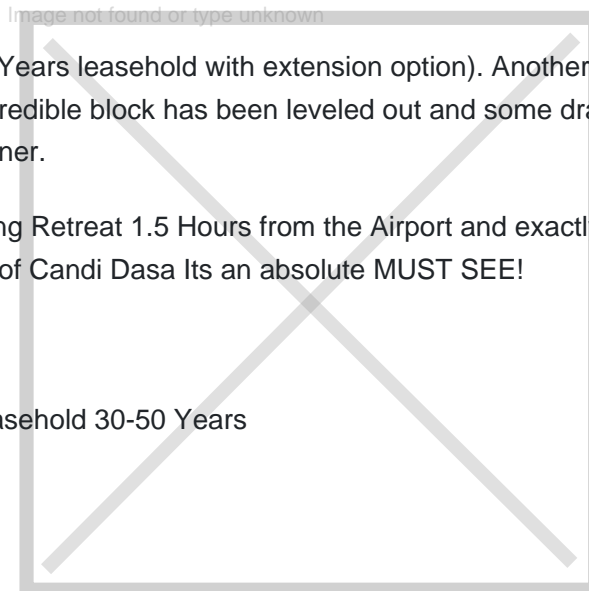 Image not found or type unknown
Years leasehold with extension option). Another
redible block has been leveled out and some dra
ner.
ng Retreat 1.5 Hours from the Airport and exactl
of Candi Dasa Its an absolute MUST SEE!
asehold 30-50 Years